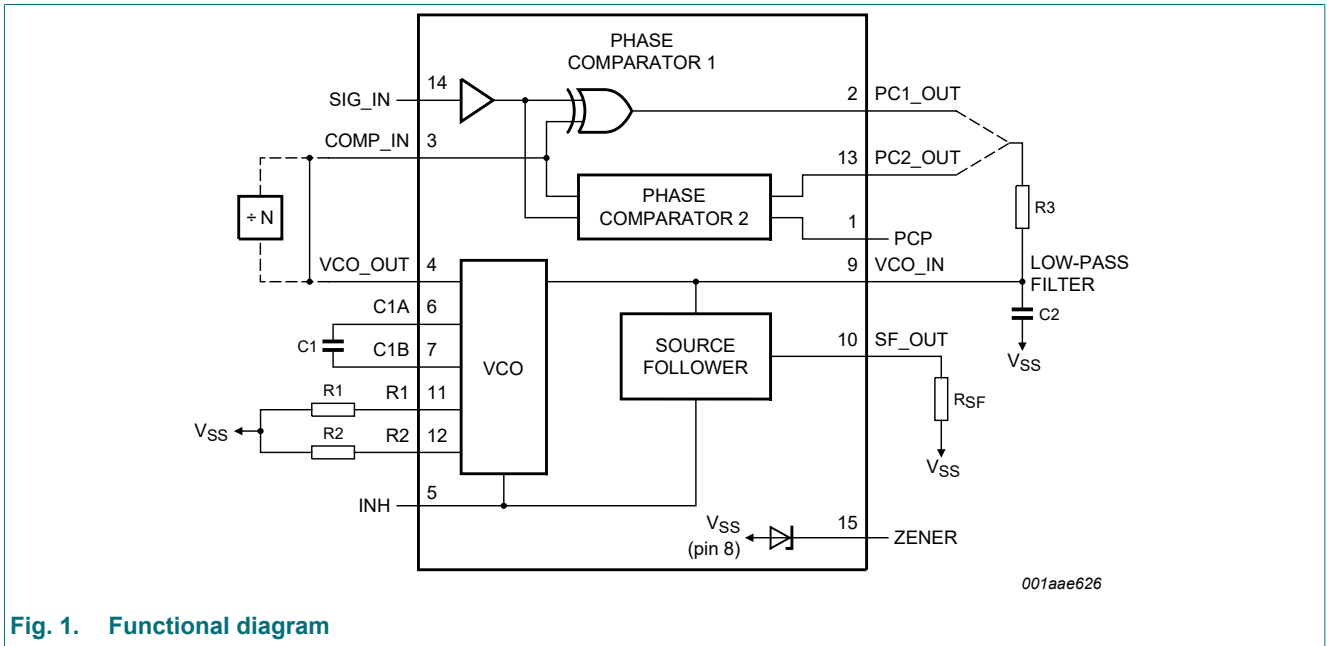 PHASE
COMPARATOR 1
14
SIG_IN
2 PC1_OUT
COMP_IN 3
13 PC2_OUT
PHASE
COMPARATOR 2
÷ N
R3
1
PCP
VCO_OUT 4
9 VCO_IN
LOW-PASS
FILTER
C1A 6
C2
C1
C1B 7
VCO
SOURCE
FOLLOWER
10 SF_OUT
VSS
R1
R1 11
RSF
VSS
R2
R2 12
VSS
INH
5
VSS
(pin 8)
15
ZENER
001aae626
Fig. 1. Functional diagram